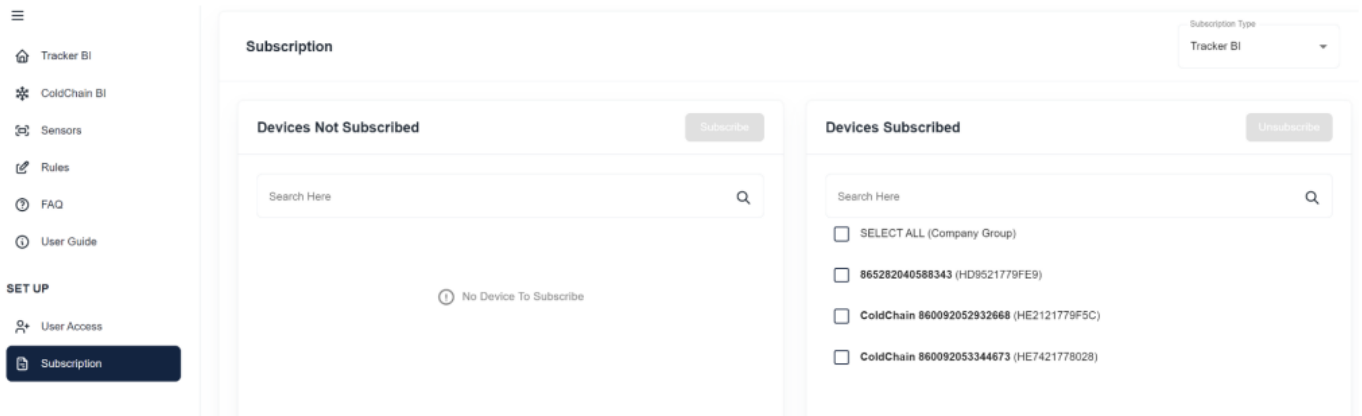 Tracker BI
ColdChain BI
Sensors
Rules
FAQ
User Guide
SET UP
User Access
Subscription
Subscription
Subscription Type
Tracker BI
Devices Not Subscribed
Subscribe
Search Here
No Device To Subscribe
Devices Subscribed
Unsubscribe
Search Here
SELECT ALL (Company Group)
865282040588343 (HD9521779FE9)
ColdChain 860092052932668 (HE2121779F5C)
ColdChain 860092053344673 (HE7421778028)